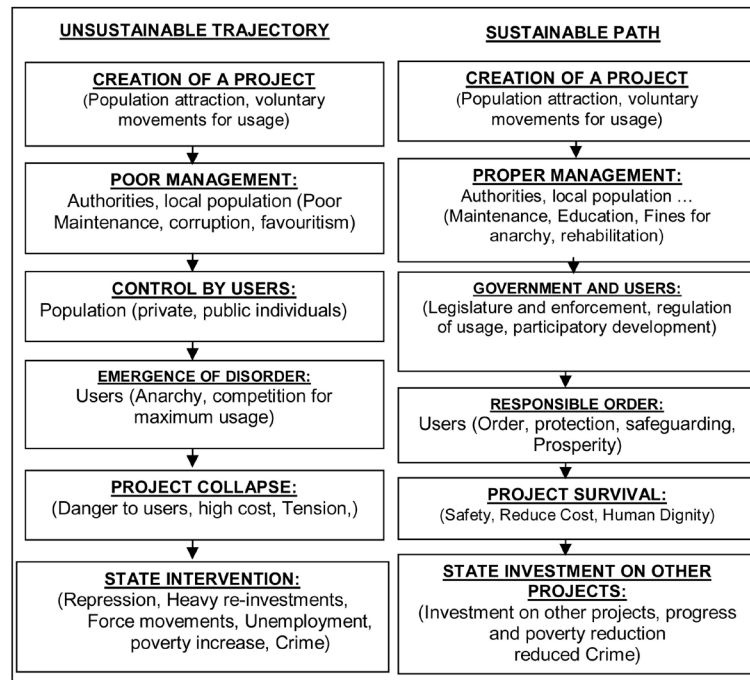 UNSUSTAINABLE TRAJECTORY
CREATION OF A PROJECT
(Population attraction, voluntary
movements for usage)
POOR MANAGEMENT:
Authorities, local population (Poor
Maintenance, corruption, favouritism)
CONTROL BY USERS:
Population (private, public individuals)
EMERGENCE OF DISORDER:
Users (Anarchy, competition for
maximum usage)
PROJECT COLLAPSE:
(Danger to users, high cost, Tension,)
STATE INTERVENTION:
(Repression, Heavy re-investments,
Force movements, Unemployment,
poverty increase, Crime)
SUSTAINABLE PATH
CREATION OF A PROJECT
(Population attraction, voluntary
movements for usage)
PROPER MANAGEMENT:
Authorities, local population …
(Maintenance, Education, Fines for
anarchy, rehabilitation)
GOVERNMENT AND USERS:
(Legislature and enforcement, regulation
of usage, participatory development)
RESPONSIBLE ORDER:
Users (Order, protection, safeguarding,
Prosperity)
PROJECT SURVIVAL:
(Safety, Reduce Cost, Human Dignity)
STATE INVESTMENT ON OTHER
PROJECTS:
(Investment on other projects, progress
and poverty reduction
reduced Crime)